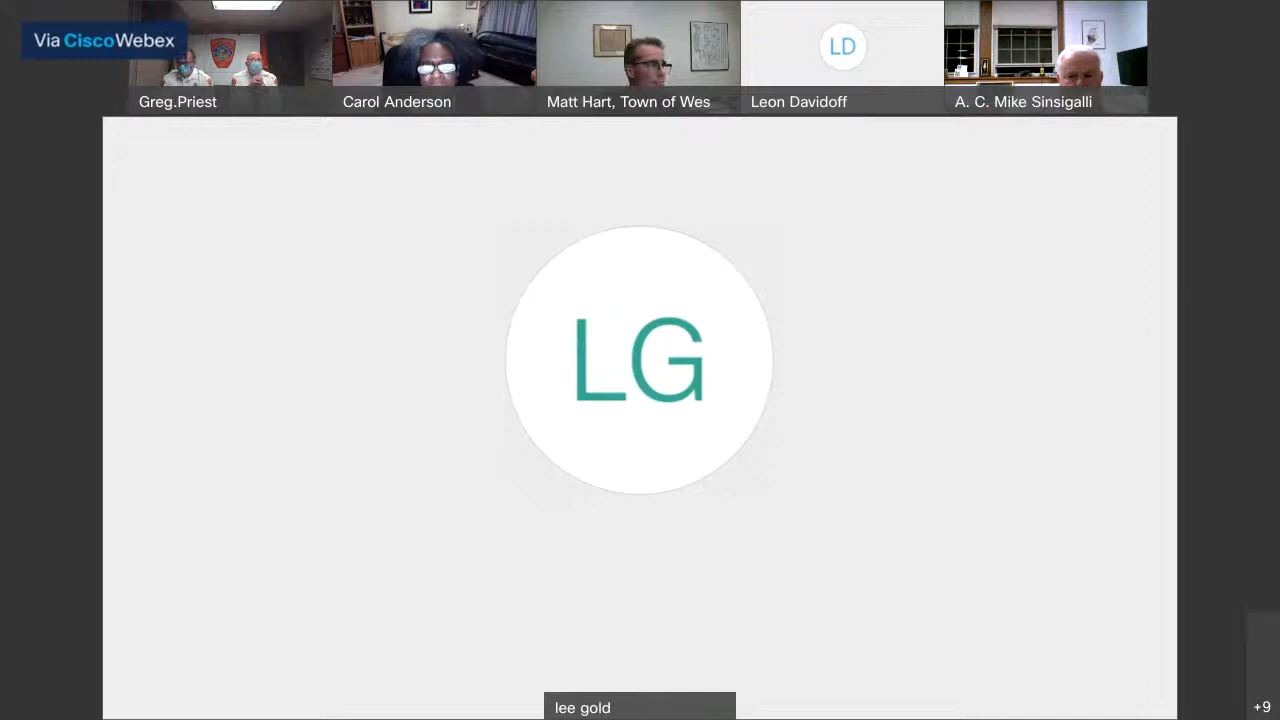 Via CiscoWebex
Greg.Priest
Carol Anderson
Matt Hart, Town of Wes
LD
Leon Davidoff
A. C. Mike Sinsigalli
LG
lee gold
+9